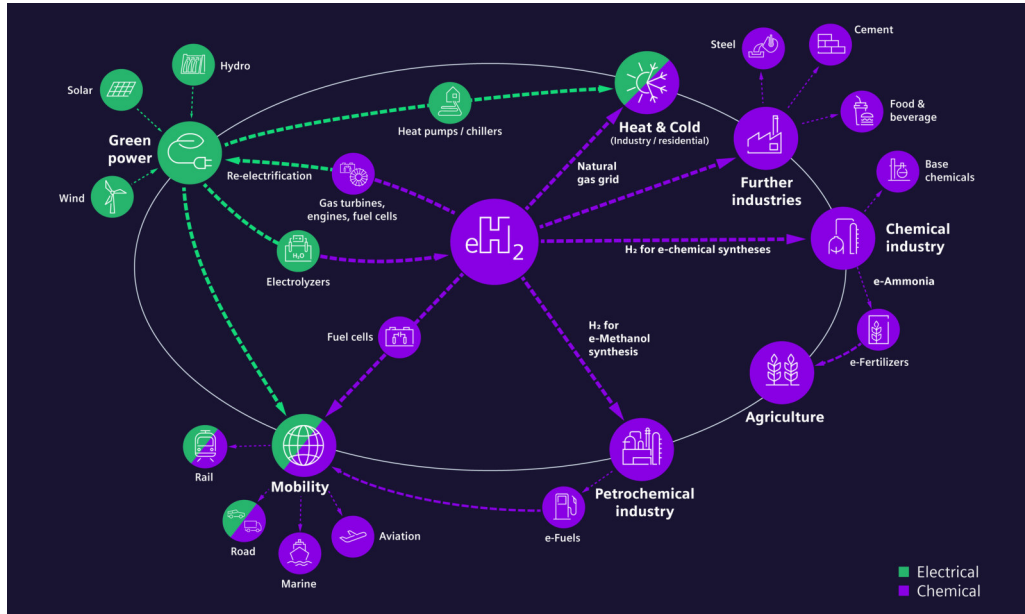 Hydro
Solar
Green
power
Wind
Heat pumps / chillers
Re-electrification
Gas turbines,
engines, fuel cells
H₂O
Electrolyzers
eH₂
Heat & Cold
(Industry / residential)
Natural
gas grid
Steel
Cement
Food &
beverage
Further
industries
Base
chemicals
Chemical
industry
H₂ for e-chemical syntheses
e-Ammonia
e-Fertilizers
Agriculture
H₂ for
e-Methanol
synthesis
Fuel cells
Petrochemical
industry
e-Fuels
Mobility
Rail
Road
Marine
Aviation
Electrical
Chemical